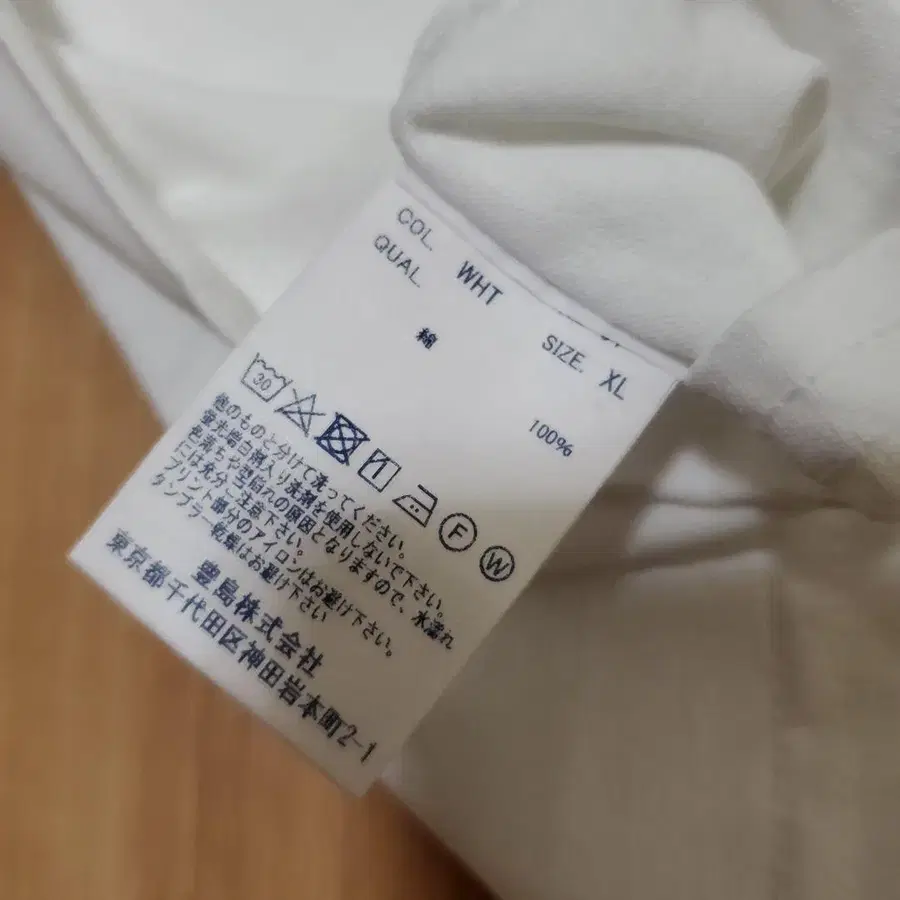 COL. WHT SIZE. XL
QUAL.
綿 100%
30 F W
他のものと分けて洗ってください。
蛍光増白剤入り洗剤を使用しないで下さい。
色落ちや型崩れの原因となりますので、水濡れ
には充分ご注意下さい。
プリント部分のアイロンはお避け下さい。
タンブラー乾燥はお避け下さい
豊島株式会社
東京都千代田区神田岩本町2-1